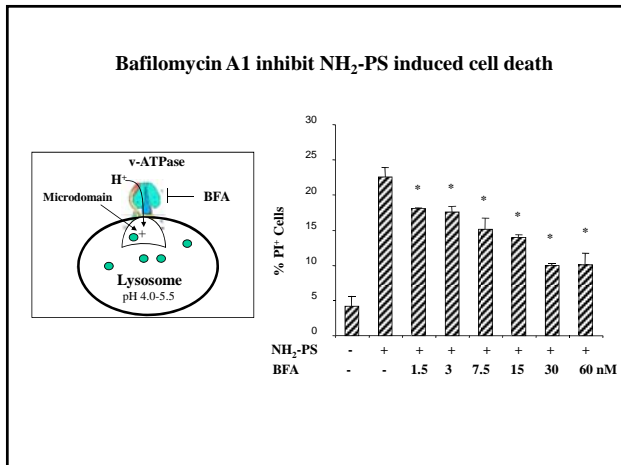 Bafilomycin A1 inhibit NH₂-PS induced cell death
v-ATPase
H⁺
BFA
Microdomain
+
Lysosome
pH 4.0-5.5
% PI⁺ Cells
30
25
20
15
10
5
0
* * * * * *
NH₂-PS - + + + + + + +
BFA - - 1.5 3 7.5 15 30 60 nM